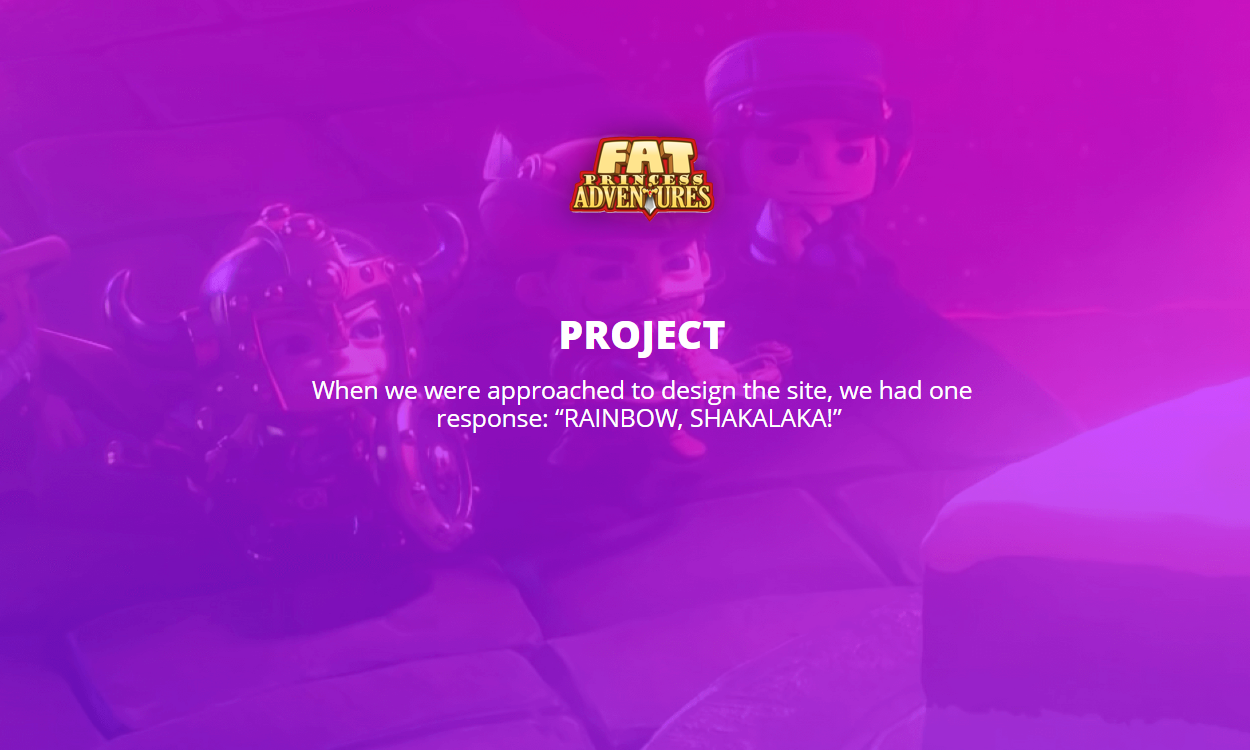 FAT
PRINCESS
ADVENTURES
PROJECT
When we were approached to design the site, we had one
response: “RAINBOW, SHAKALAKA!”